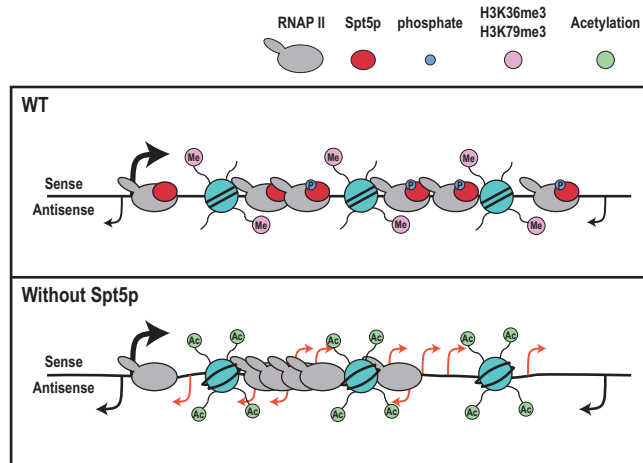 RNAP II
Spt5p
phosphate
H3K36me3
H3K79me3
Acetylation
WT
Me
Me
Me
P
P
P
P
Sense
Antisense
Me
Me
Me
Without Spt5p
Ac
Ac
Ac
Ac
Ac
Ac
Sense
Antisense
Ac
Ac
Ac
Ac
Ac
Ac